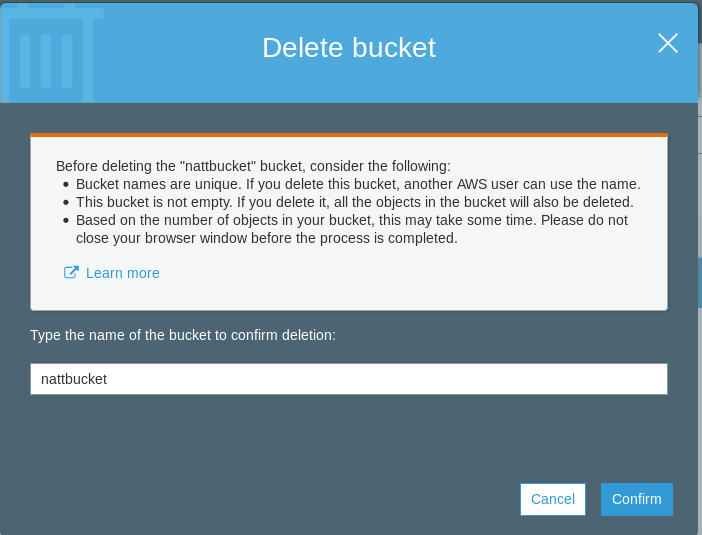 Delete bucket
Before deleting the "nattbucket" bucket, consider the following:
• Bucket names are unique. If you delete this bucket, another AWS user can use the name.
• This bucket is not empty. If you delete it, all the objects in the bucket will also be deleted.
• Based on the number of objects in your bucket, this may take some time. Please do not
close your browser window before the process is completed.
Learn more
Type the name of the bucket to confirm deletion:
nattbucket
Cancel Confirm